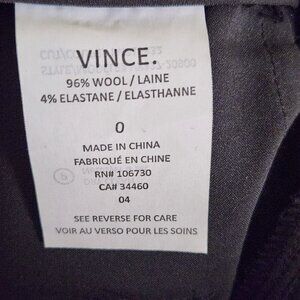 VINCE.
96% WOOL / LAINE
4% ELASTANE / ELASTHANNE
0
MADE IN CHINA
FABRIQUÉ EN CHINE
RN# 106730
CA# 34460
04
SEE REVERSE FOR CARE
VOIR AU VERSO POUR LES SOINS